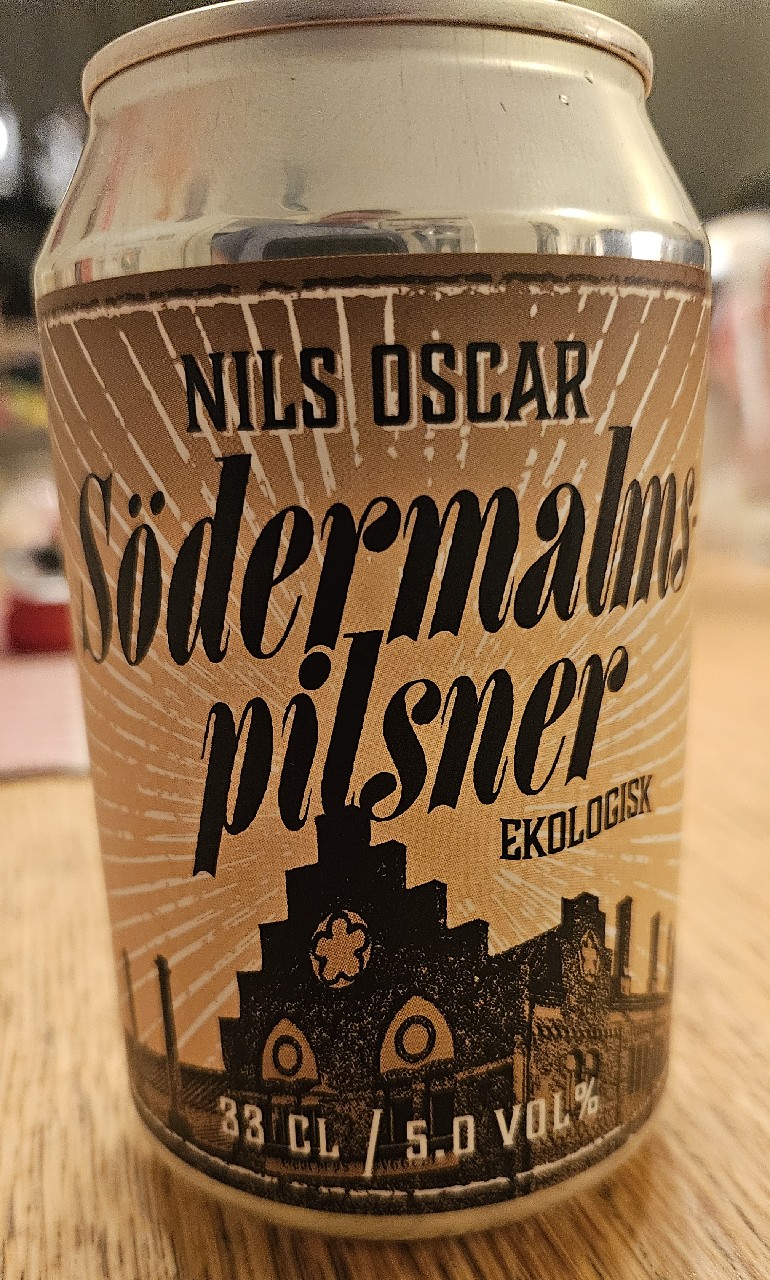 NILS OSCAR
Södermalms-
pilsner
EKOLOGISK
33 CL / 5.0 VOL%